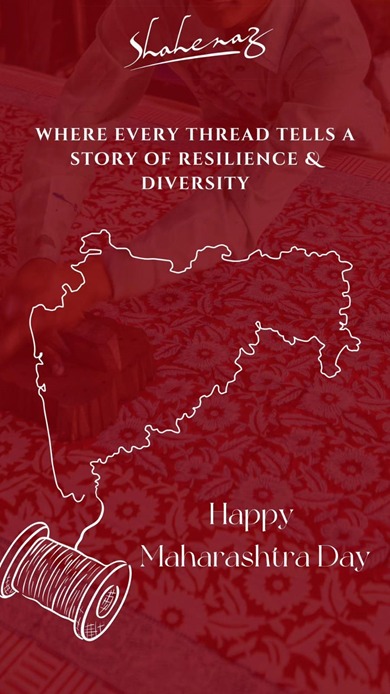 Shahenaz
WHERE EVERY THREAD TELLS A
STORY OF RESILIENCE &
DIVERSITY
Happy
Maharashtra Day